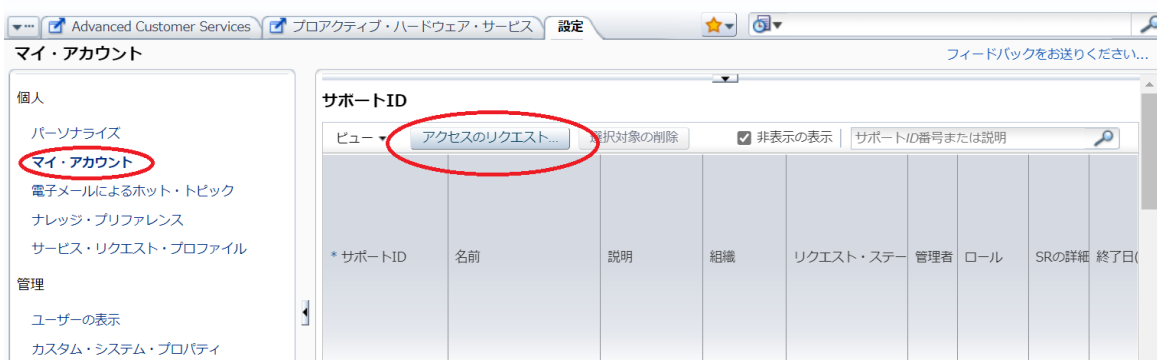 Advanced Customer Services プロアクティブ・ハードウェア・サービス 設定
マイ・アカウント フィードバックをお送りください...
個人
パーソナライズ
マイ・アカウント
電子メールによるホット・トピック
ナレッジ・プリファレンス
サービス・リクエスト・プロファイル
管理
ユーザーの表示
カスタム・システム・プロパティ
サポートID
ビュー アクセスのリクエスト... 選択対象の削除 非表示の表示 サポートID番号または説明
* サポートID 名前 説明 組織 リクエスト・ステー 管理者 ロール SRの詳細 終了日(